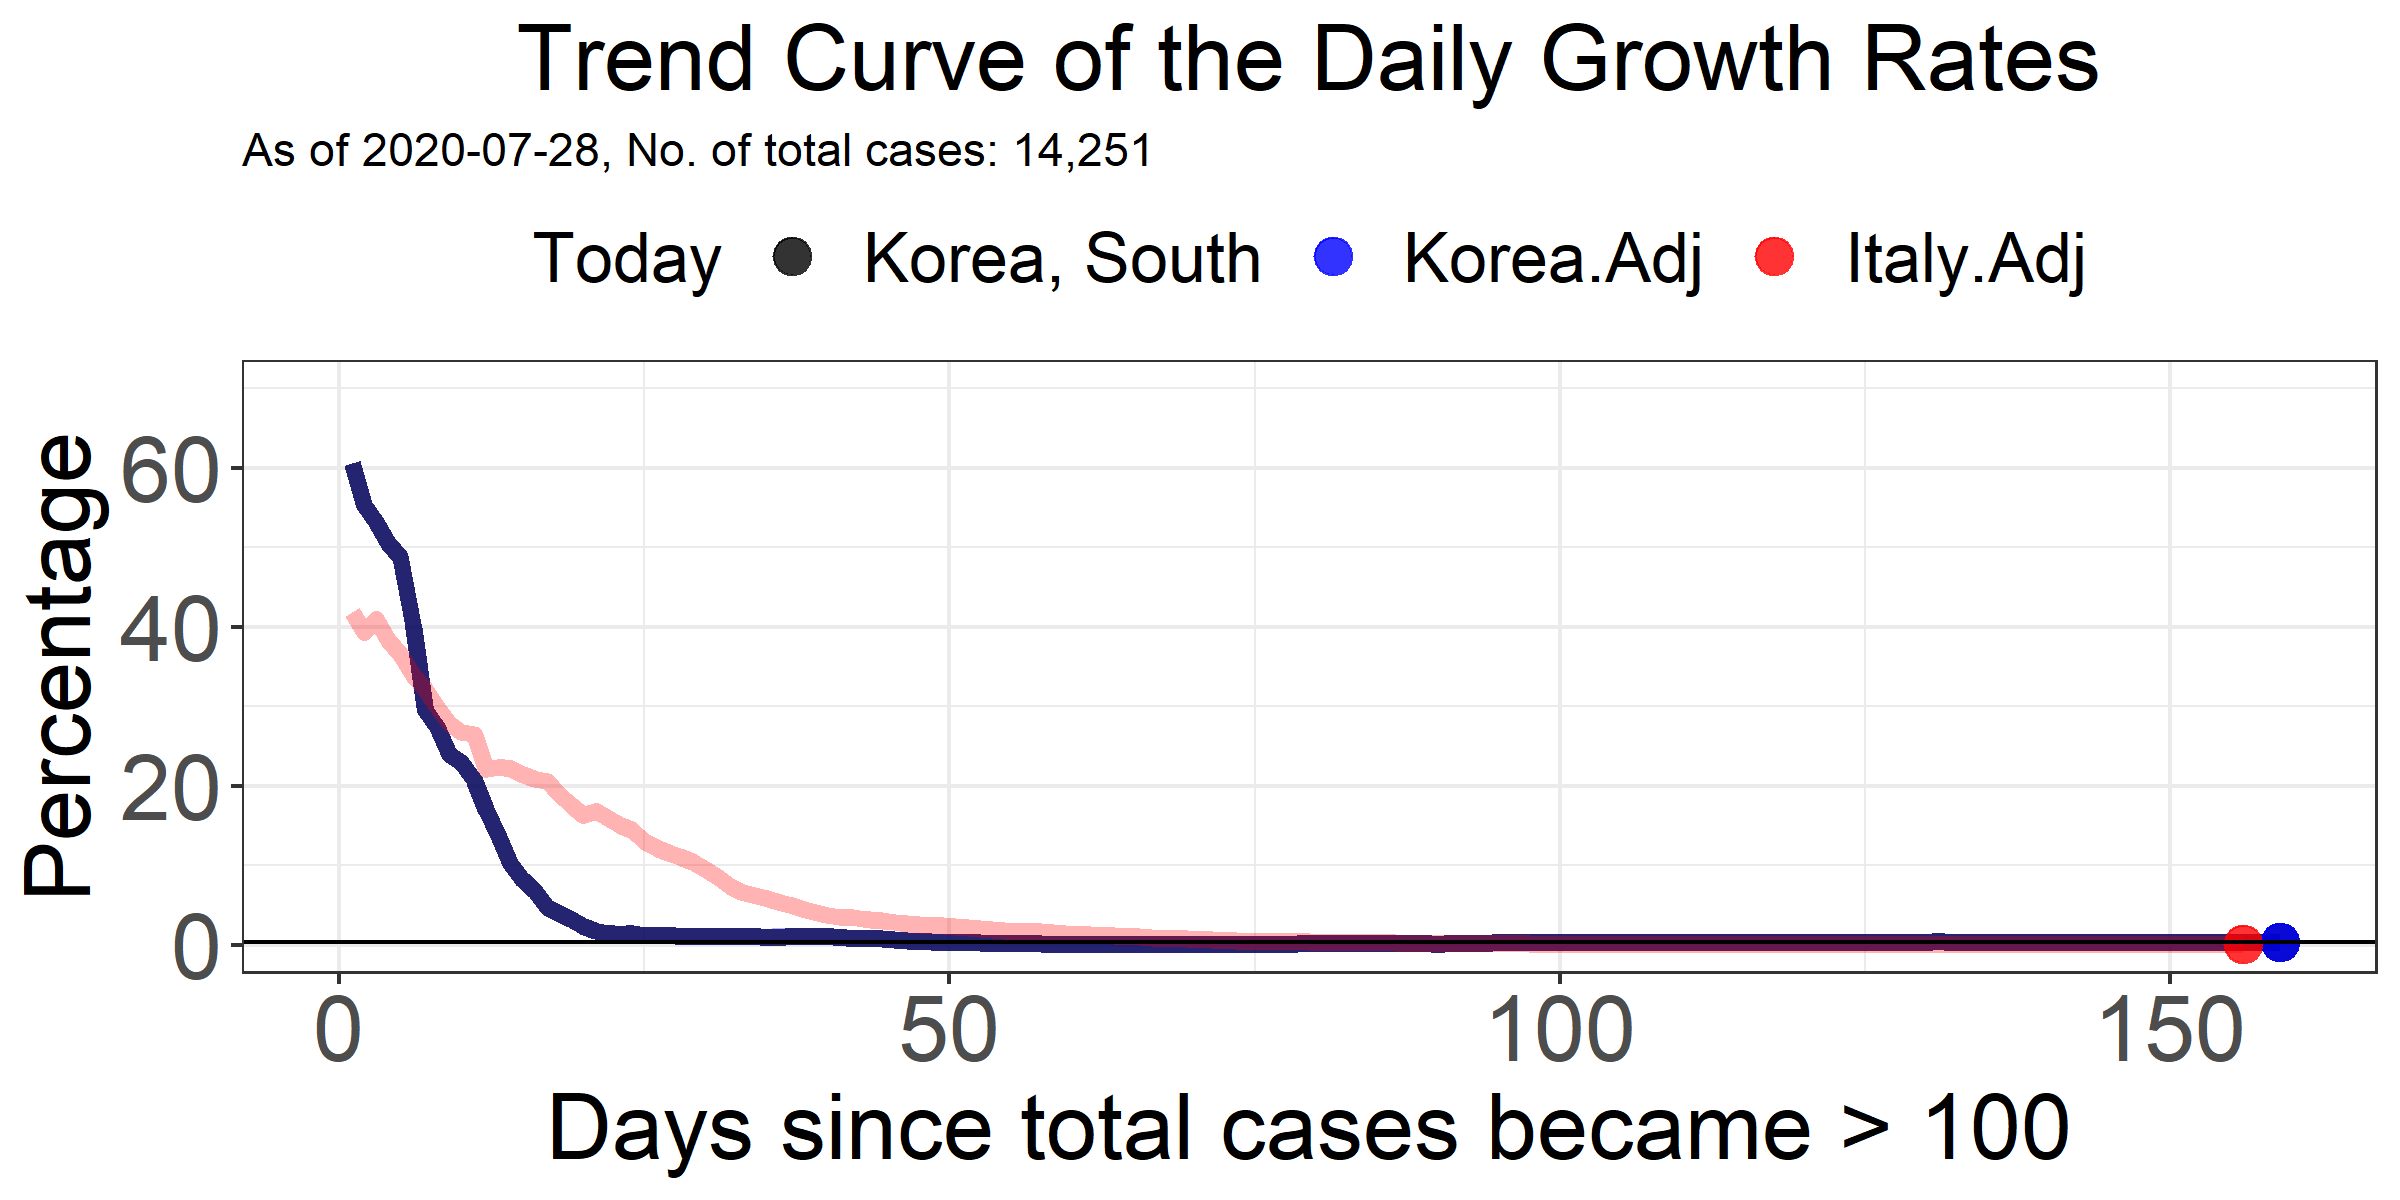 Trend Curve of the Daily Growth Rates
As of 2020-07-28, No. of total cases: 14,251
Today Korea, South Korea.Adj Italy.Adj
Percentage
60
40
20
0
0 50 100 150
Days since total cases became > 100